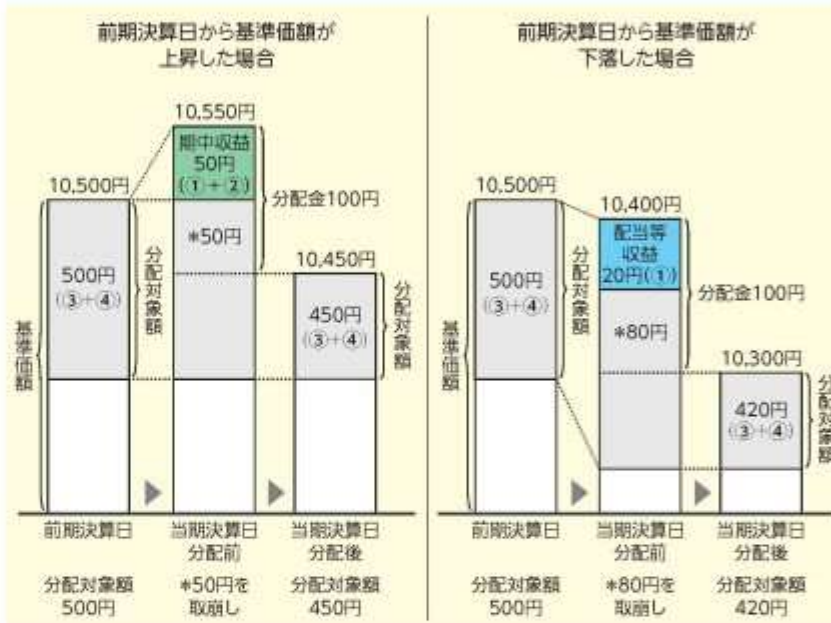 前期決算日から基準価額が
上昇した場合
10,550円
期中収益
50円
(①+②)
10,500円
分配金100円
*50円
10,450円
500円
(③+④)
分配対象額
450円
(③+④)
分配対象額
基準価額
前期決算日
当期決算日
分配前
当期決算日
分配後
分配対象額
500円
*50円を
取崩し
分配対象額
450円
前期決算日から基準価額が
下落した場合
10,500円
10,400円
配当等
収益
20円(①)
500円
(③+④)
分配対象額
分配金100円
*80円
10,300円
基準価額
420円
(③+④)
分配対象額
前期決算日
当期決算日
分配前
当期決算日
分配後
分配対象額
500円
*80円を
取崩し
分配対象額
420円